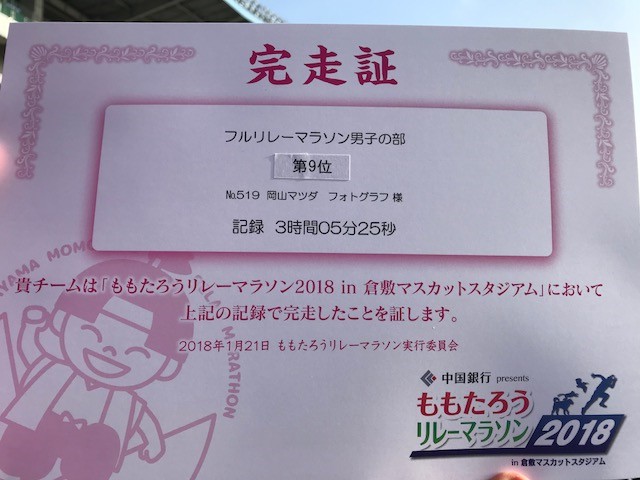 完走証
フルリレーマラソン男子の部
第9位
№519 岡山マツダ フォトグラフ 様
記録 3時間05分25秒
貴チームは「ももたろうリレーマラソン2018 in 倉敷マスカットスタジアム」において
上記の記録で完走したことを証します。
2018年1月21日 ももたろうリレーマラソン実行委員会
中国銀行 presents
ももたろう
リレーマラソン 2018
in 倉敷マスカットスタジアム